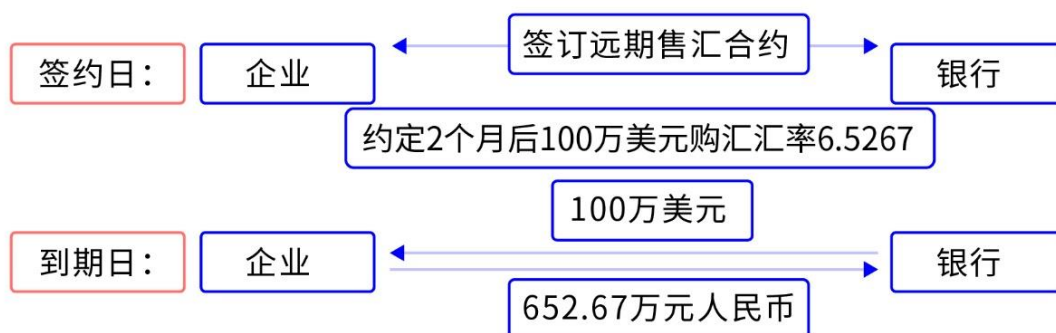 签订远期售汇合约
签约日： 企业 银行
约定2个月后100万美元购汇汇率6.5267
100万美元
到期日： 企业 银行
652.67万元人民币